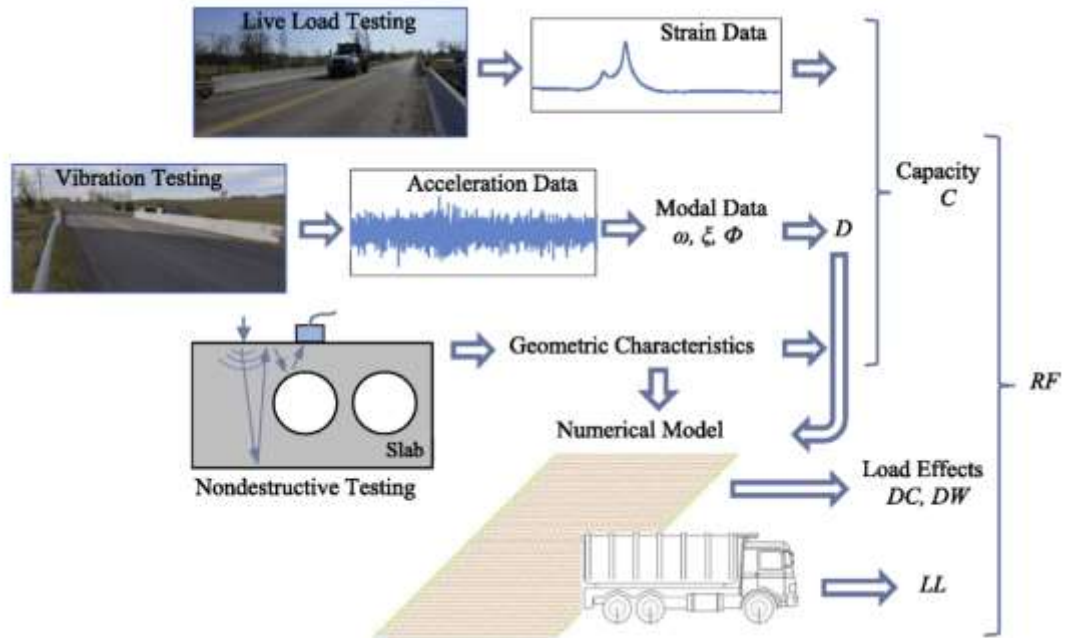 Live Load Testing
Strain Data
Vibration Testing
Acceleration Data
Modal Data
ω, ξ, Φ
D
Capacity
C
Geometric Characteristics
RF
Numerical Model
Slab
Nondestructive Testing
Load Effects
DC, DW
LL